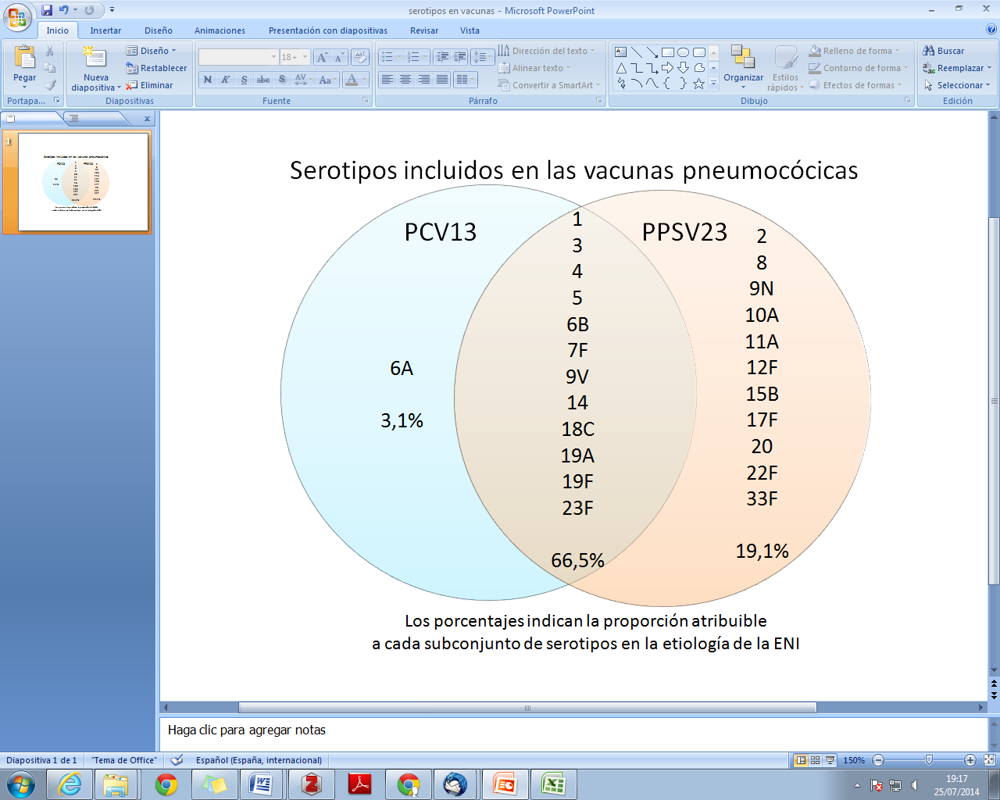 serotipos en vacunas - Microsoft PowerPoint
Inicio
Insertar
Diseño
Animaciones
Presentación con diapositivas
Revisar
Vista
Pegar
Portapa...
Nueva
diapositiva
Diseño
Restablecer
Eliminar
Diapositivas
18+
N K S abc S AV Aa A
Fuente
Dirección del texto
Alinear texto
Convertir a SmartArt
Párrafo
Organizar
Estilos
rápidos
Relleno de forma
Contorno de forma
Efectos de formas
Dibujo
Buscar
Reemplazar
Seleccionar
Edición
1
Serotipos incluidos en las vacunas pneumocócicas
PCV13
6A
3,1%
1
3
4
5
6B
7F
9V
14
18C
19A
19F
23F
66,5%
PPSV23
2
8
9N
10A
11A
12F
15B
17F
20
22F
33F
19,1%
Los porcentajes indican la proporción atribuible
a cada subconjunto de serotipos en la etiología de la ENI
Haga clic para agregar notas
Diapositiva 1 de 1
"Tema de Office"
Español (España, internacional)
150%
19:17
25/07/2014